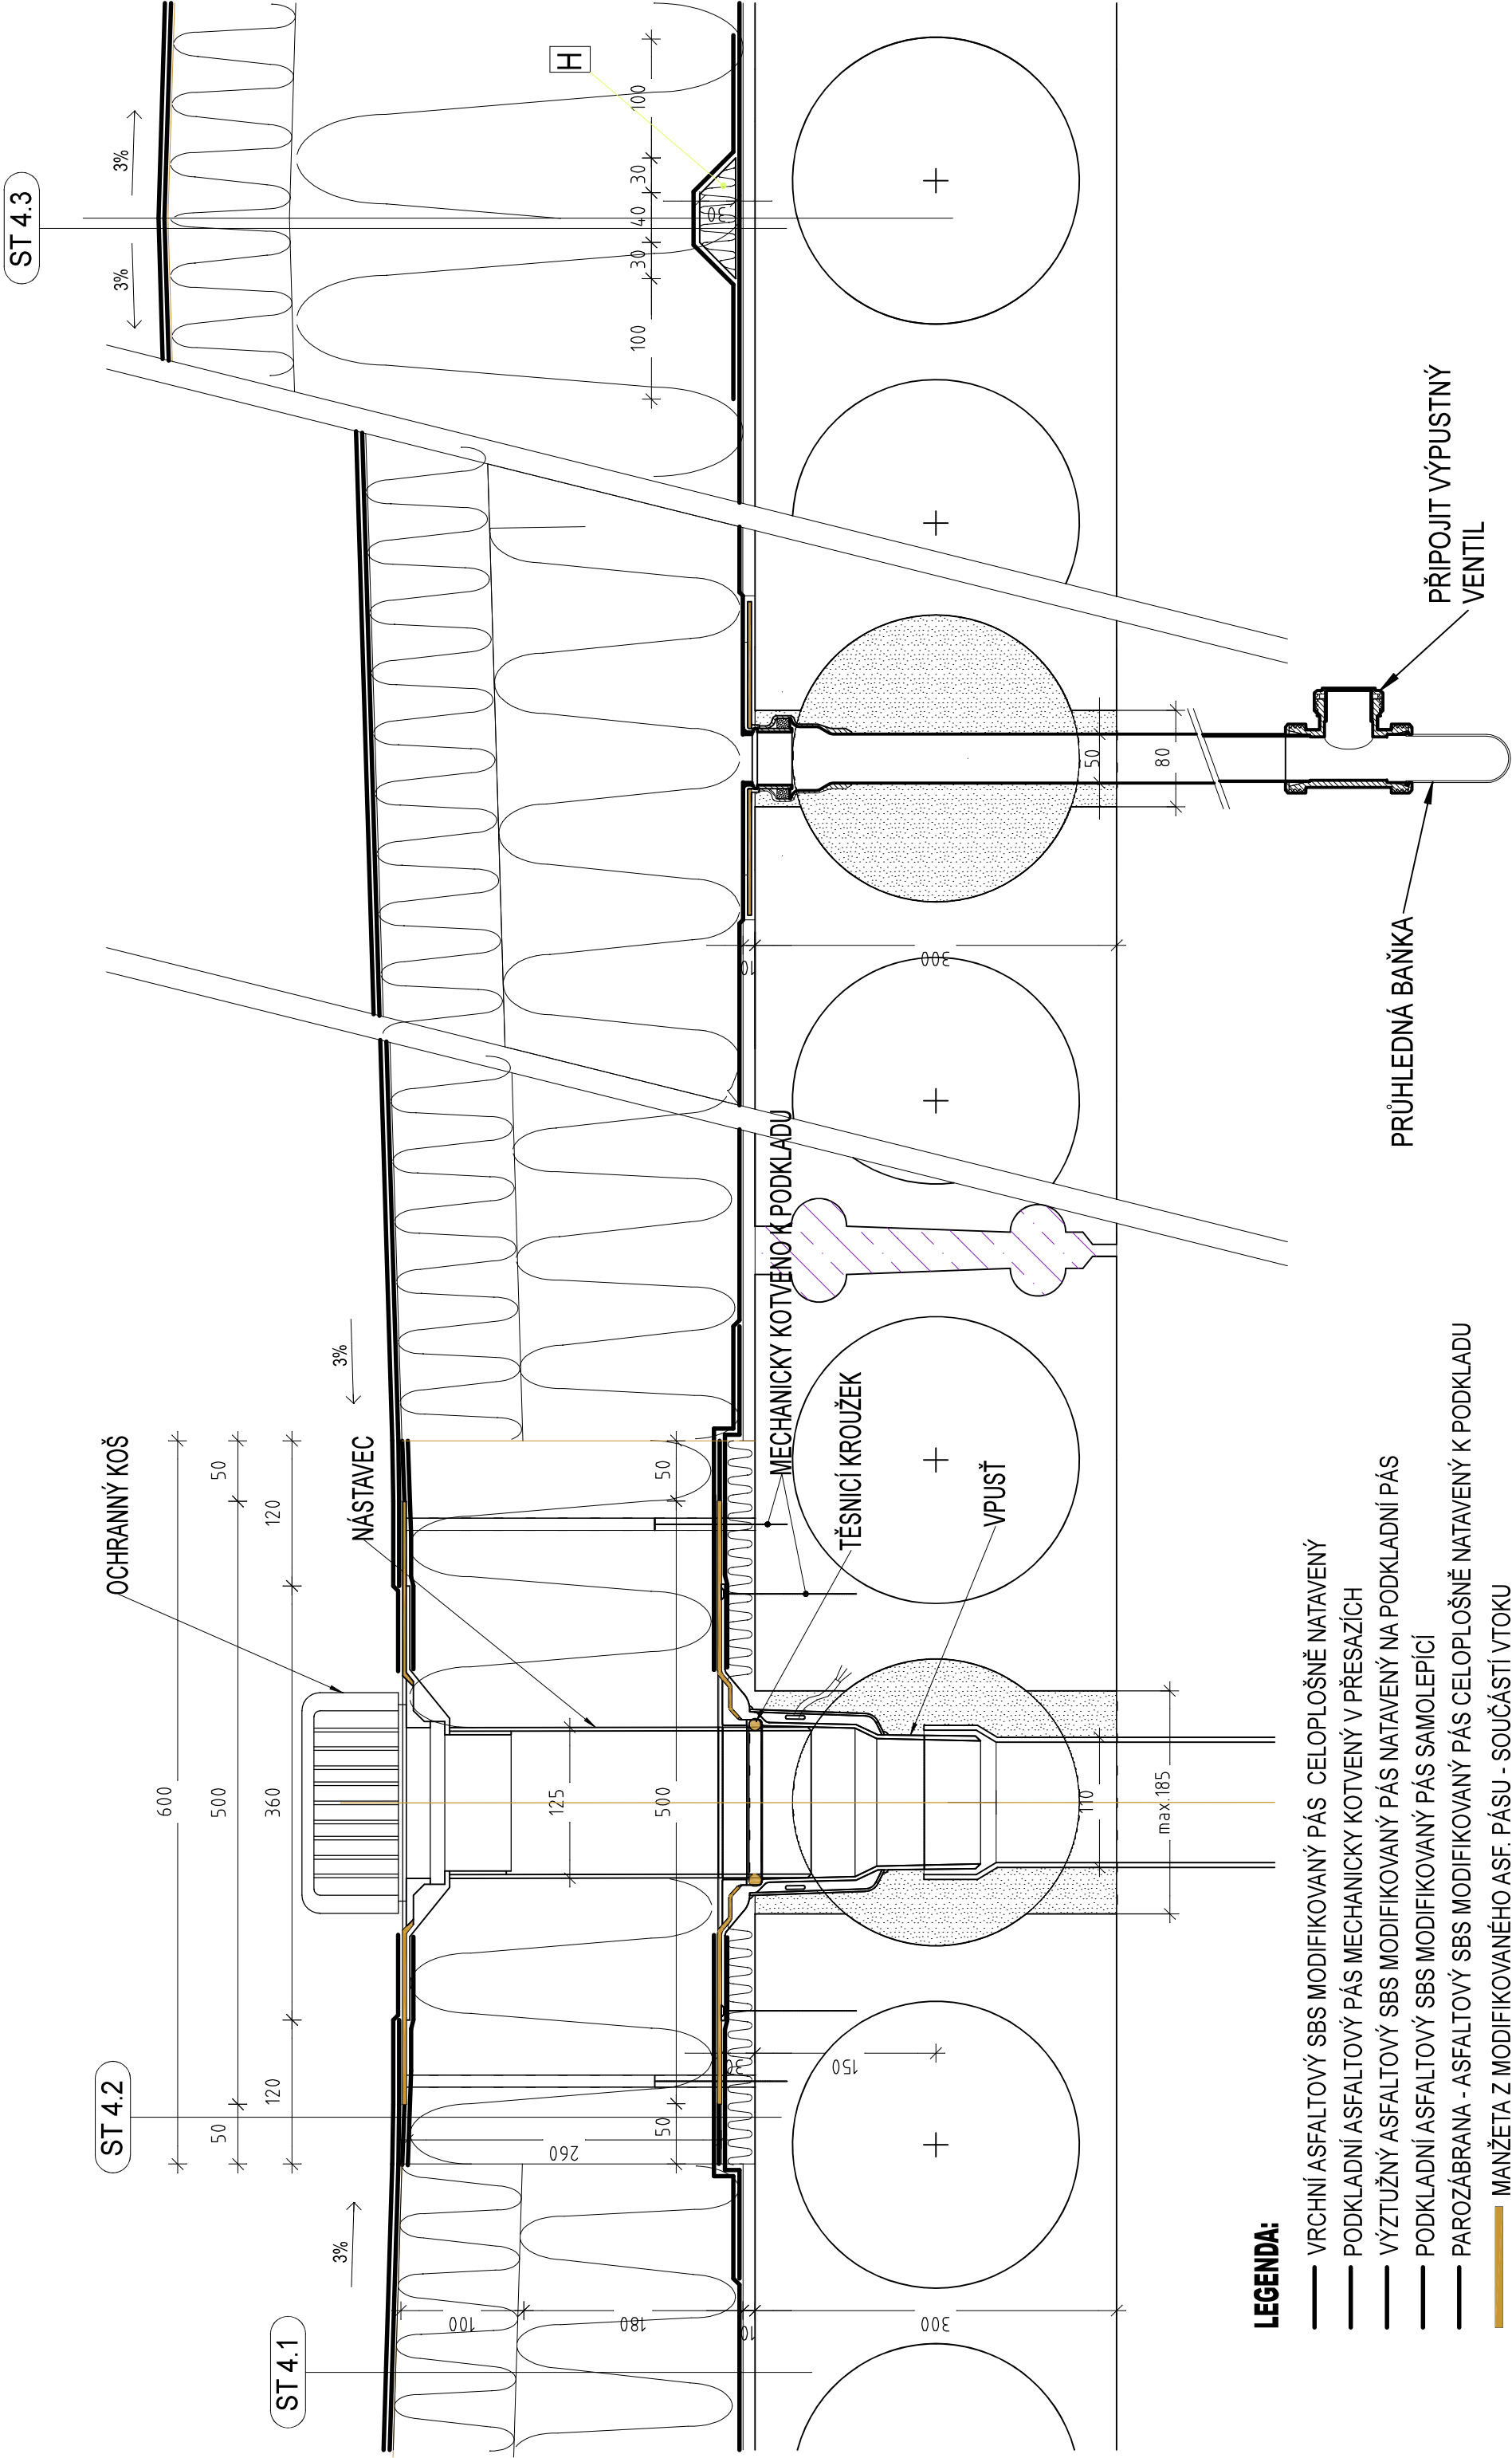 ST 4.1
ST 4.2
ST 4.3
OCHRANNÝ KOŠ
NÁSTAVEC
3%
3%
3%
3%
600
50
500
50
120
360
120
125
50
500
50
260
30
150
100
180
10
300
MECHANICKY KOTVENO K PODKLADU
TĚSNICÍ KROUŽEK
VPUSŤ
110
max.185
10
300
50
80
100
30
40
30
100
30
H
PRŮHLEDNÁ BAŇKA
PŘIPOJIT VÝPUSTNÝ
VENTIL
LEGENDA:
VRCHNÍ ASFALTOVÝ SBS MODIFIKOVANÝ PÁS CELOPLOŠNĚ NATAVENÝ
PODKLADNÍ ASFALTOVÝ PÁS MECHANICKY KOTVENÝ V PŘESAZÍCH
VÝZTUŽNÝ ASFALTOVÝ SBS MODIFIKOVANÝ PÁS NATAVENÝ NA PODKLADNÍ PÁS
PODKLADNÍ ASFALTOVÝ SBS MODIFIKOVANÝ PÁS SAMOLEPÍCÍ
PAROZÁBRANA - ASFALTOVÝ SBS MODIFIKOVANÝ PÁS CELOPLOŠNĚ NATAVENÝ K PODKLADU
MANŽETA Z MODIFIKOVANÉHO ASF. PÁSU - SOUČÁSTÍ VTOKU